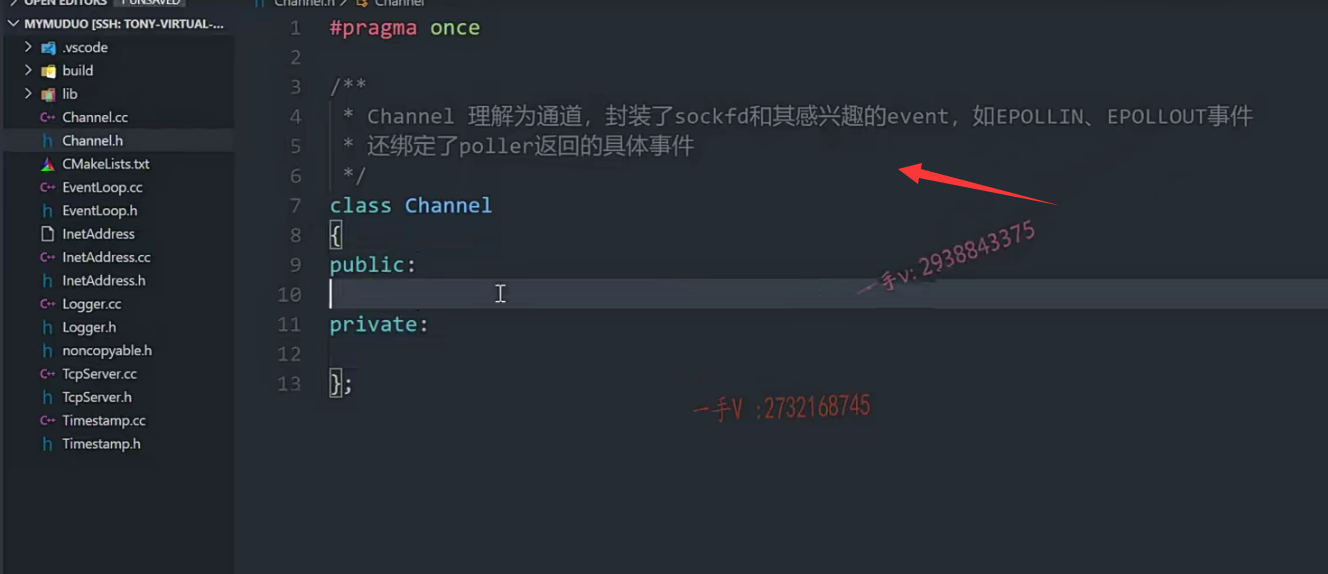 OPEN EDITORS 1 UNSAVED
MYMUDUO [SSH: TONY-VIRTUAL-...
.vscode
build
lib
Channel.cc
Channel.h
CMakeLists.txt
EventLoop.cc
EventLoop.h
InetAddress
InetAddress.cc
InetAddress.h
Logger.cc
Logger.h
noncopyable.h
TcpServer.cc
TcpServer.h
Timestamp.cc
Timestamp.h
Channel.h > Channel
1 #pragma once
2
3 /**
4 * Channel 理解为通道，封装了sockfd和其感兴趣的event，如EPOLLIN、EPOLLOUT事件
5 * 还绑定了poller返回的具体事件
6 */
7 class Channel
8 {
9 public:
10
11 private:
12
13 };
一手v: 2938843375
一手V :2732168745